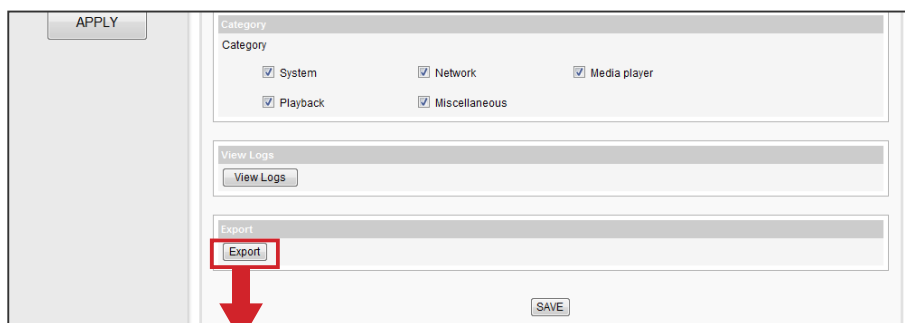 APPLY
Category
Category
System Network Media player
Playback Miscellaneous
View Logs
View Logs
Export
Export
SAVE